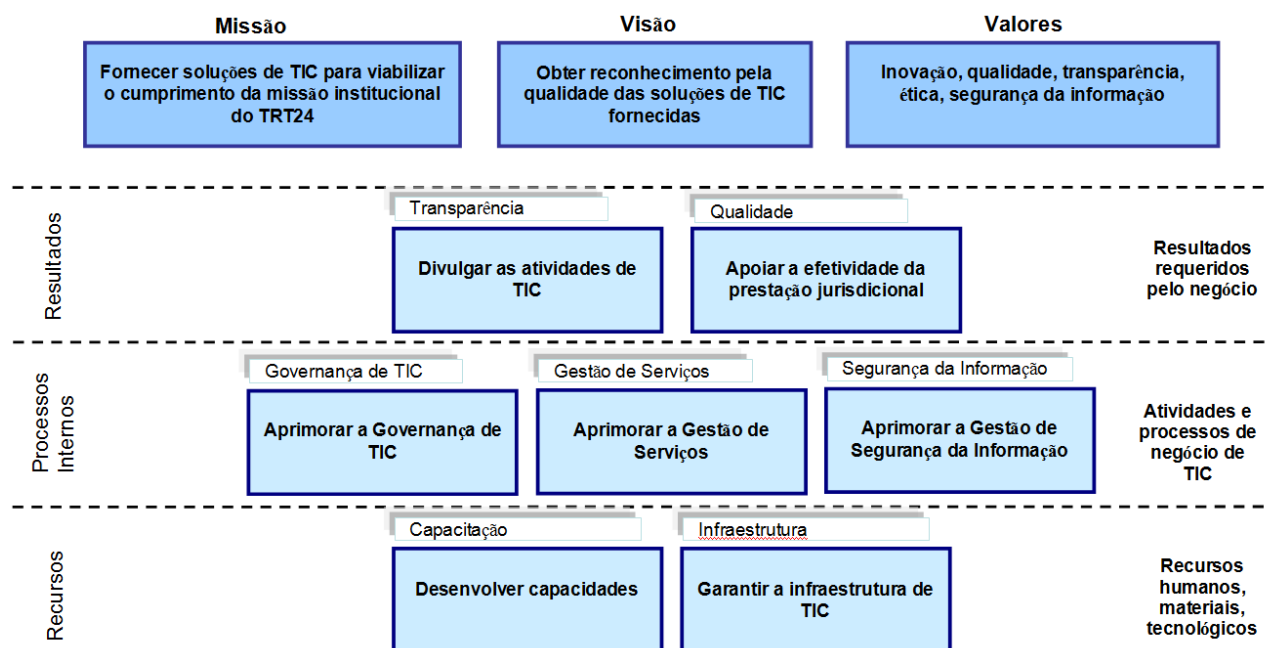 Missão
Visão
Valores
Fornecer soluções de TIC para viabilizar
o cumprimento da missão institucional
do TRT24
Obter reconhecimento pela
qualidade das soluções de TIC
fornecidas
Inovação, qualidade, transparência,
ética, segurança da informação
Resultados
Transparência
Divulgar as atividades de
TIC
Qualidade
Apoiar a efetividade da
prestação jurisdicional
Resultados
requeridos
pelo negócio
Processos
Internos
Governança de TIC
Aprimorar a Governança de
TIC
Gestão de Serviços
Aprimorar a Gestão de
Serviços
Segurança da Informação
Aprimorar a Gestão de
Segurança da Informação
Atividades e
processos de
negócio de
TIC
Recursos
Capacitação
Desenvolver capacidades
Infraestrutura
Garantir a infraestrutura de
TIC
Recursos
humanos,
materiais,
tecnológicos